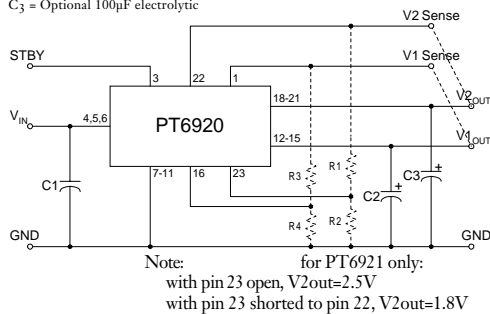 C3 = Optional 100µF electrolytic
V2 Sense
STBY
V1 Sense
3
22
1
18-21
V2OUT
VIN
4,5,6
PT6920
12-15
V1OUT
7-11
16
23
R3
R1
C1
C2
+
C3
+
R4
R2
GND
GND
Note: for PT6921 only:
with pin 23 open, V2out=2.5V
with pin 23 shorted to pin 22, V2out=1.8V